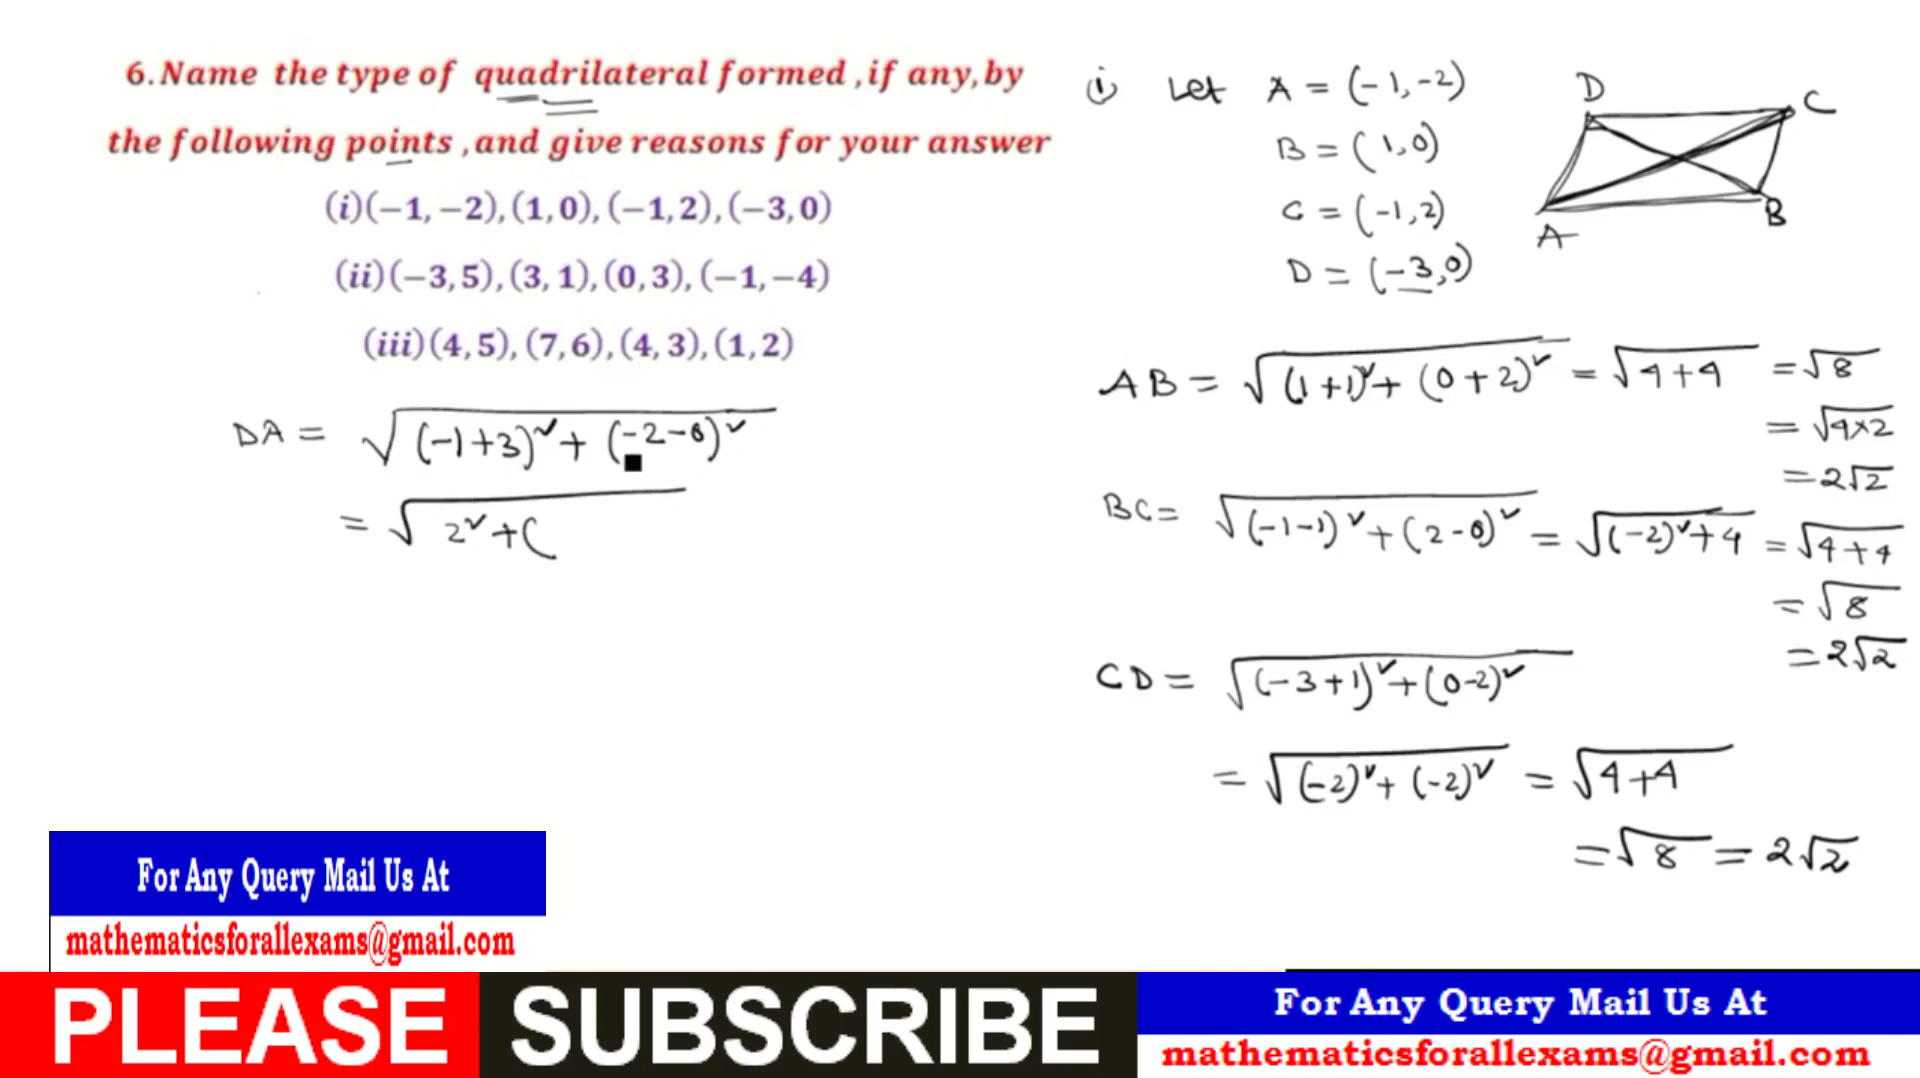 6.Name the type of quadrilateral formed ,if any,by
the following points ,and give reasons for your answer
(i)(−1,−2),(1,0),(−1,2),(−3,0)
(ii)(−3,5),(3,1),(0,3),(−1,−4)
(iii)(4,5),(7,6),(4,3),(1,2)
DA = √((-1+3)² + (-2-0)²)
= √(2² + (
(i) Let A = (-1,-2)
B = (1,0)
C = (-1,2)
D = (-3,0)
D
C
A
B
AB = √((1+1)² + (0+2)²) = √(4+4) = √8
= √(4×2)
= 2√2
BC = √((-1-1)² + (2-0)²) = √((-2)² + 4) = √(4+4)
= √8
= 2√2
CD = √((-3+1)² + (0-2)²)
= √((-2)² + (-2)²) = √(4+4)
= √8 = 2√2
For Any Query Mail Us At
mathematicsforallexams@gmail.com
PLEASE SUBSCRIBE
For Any Query Mail Us At
mathematicsforallexams@gmail.com